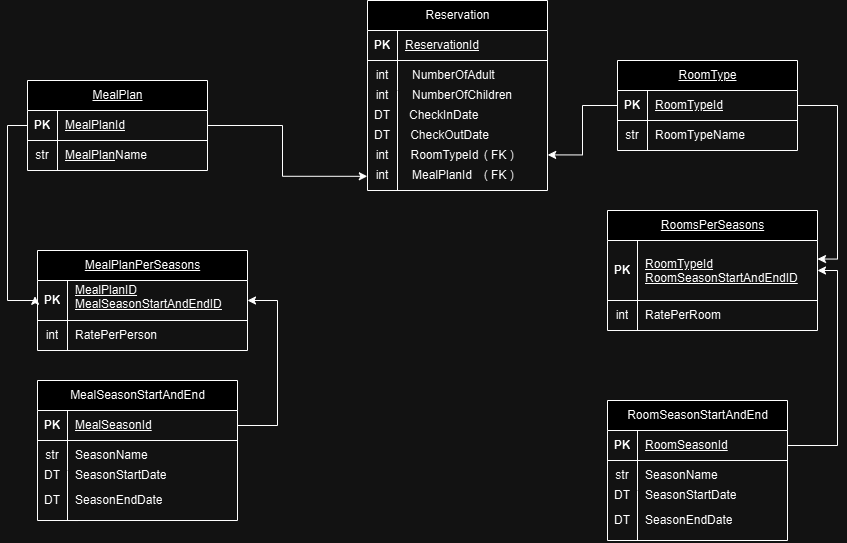 Reservation
PK ReservationId
int NumberOfAdult
int NumberOfChildren
DT CheckInDate
DT CheckOutDate
int RoomTypeId ( FK )
int MealPlanId ( FK )
MealPlan
PK MealPlanId
str MealPlanName
RoomType
PK RoomTypeId
str RoomTypeName
MealPlanPerSeasons
PK MealPlanID
MealSeasonStartAndEndID
int RatePerPerson
RoomsPerSeasons
PK RoomTypeId
RoomSeasonStartAndEndID
int RatePerRoom
MealSeasonStartAndEnd
PK MealSeasonId
str SeasonName
DT SeasonStartDate
DT SeasonEndDate
RoomSeasonStartAndEnd
PK RoomSeasonId
str SeasonName
DT SeasonStartDate
DT SeasonEndDate